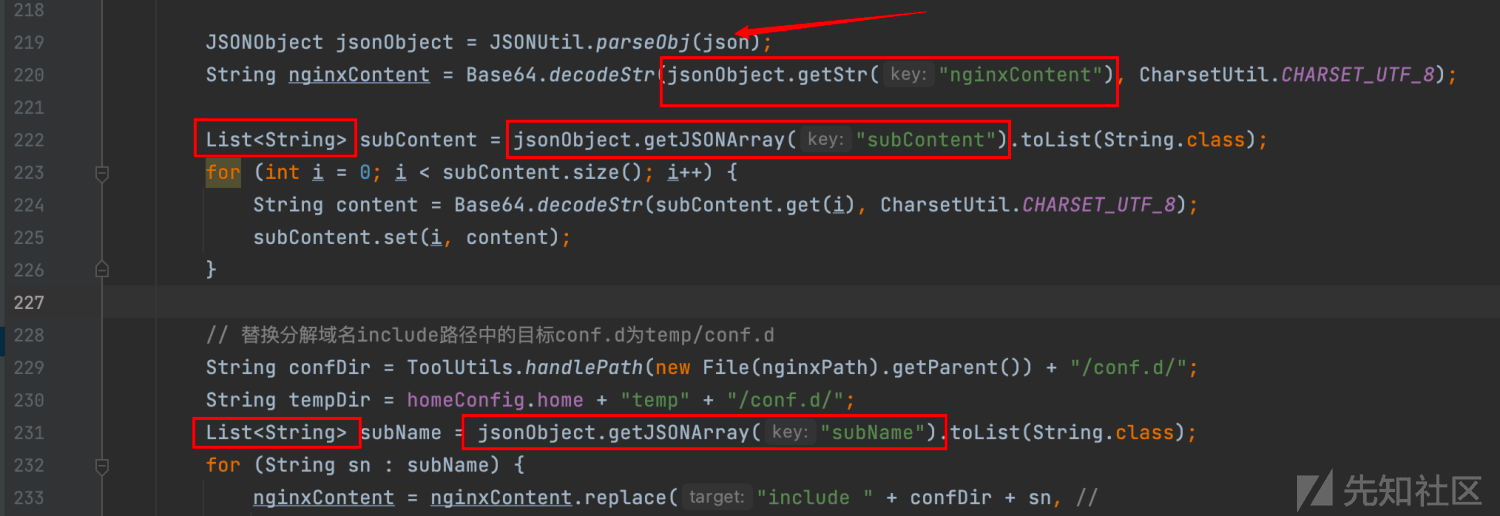 218
219 JSONObject jsonObject = JSONUtil.parseObj(json);
220 String nginxContent = Base64.decodeStr(jsonObject.getStr( key: "nginxContent"), CharsetUtil.CHARSET_UTF_8);
221
222 List<String> subContent = jsonObject.getJSONArray( key: "subContent").toList(String.class);
223 for (int i = 0; i < subContent.size(); i++) {
224 String content = Base64.decodeStr(subContent.get(i), CharsetUtil.CHARSET_UTF_8);
225 subContent.set(i, content);
226 }
227
228 // 替换分解域名include路径中的目标conf.d为temp/conf.d
229 String confDir = ToolUtils.handlePath(new File(nginxPath).getParent()) + "/conf.d/";
230 String tempDir = homeConfig.home + "temp" + "/conf.d/";
231 List<String> subName = jsonObject.getJSONArray( key: "subName").toList(String.class);
232 for (String sn : subName) {
233 nginxContent = nginxContent.replace( target: "include " + confDir + sn, //
先知社区